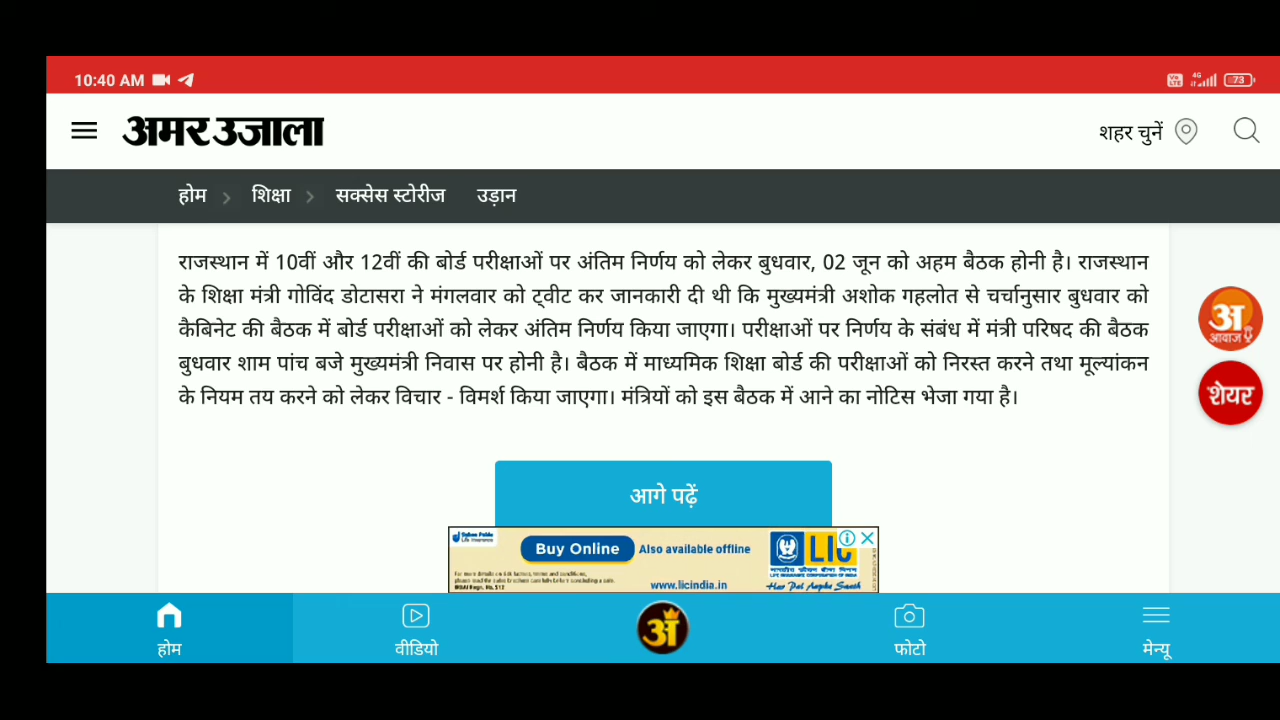 10:40 AM
4G
Vo LTE
73
अमर उजाला
शहर चुनें
होम
शिक्षा
सक्सेस स्टोरीज
उड़ान
राजस्थान में 10वीं और 12वीं की बोर्ड परीक्षाओं पर अंतिम निर्णय को लेकर बुधवार, 02 जून को अहम बैठक होनी है। राजस्थान
के शिक्षा मंत्री गोविंद डोटासरा ने मंगलवार को ट्वीट कर जानकारी दी थी कि मुख्यमंत्री अशोक गहलोत से चर्चानुसार बुधवार को
कैबिनेट की बैठक में बोर्ड परीक्षाओं को लेकर अंतिम निर्णय किया जाएगा। परीक्षाओं पर निर्णय के संबंध में मंत्री परिषद की बैठक
बुधवार शाम पांच बजे मुख्यमंत्री निवास पर होनी है। बैठक में माध्यमिक शिक्षा बोर्ड की परीक्षाओं को निरस्त करने तथा मूल्यांकन
के नियम तय करने को लेकर विचार - विमर्श किया जाएगा। मंत्रियों को इस बैठक में आने का नोटिस भेजा गया है।
अ
आवाज
शेयर
आगे पढ़ें
Buy Online
Also available offline
LIC
www.licindia.in
अ
होम
वीडियो
फोटो
मेन्यू